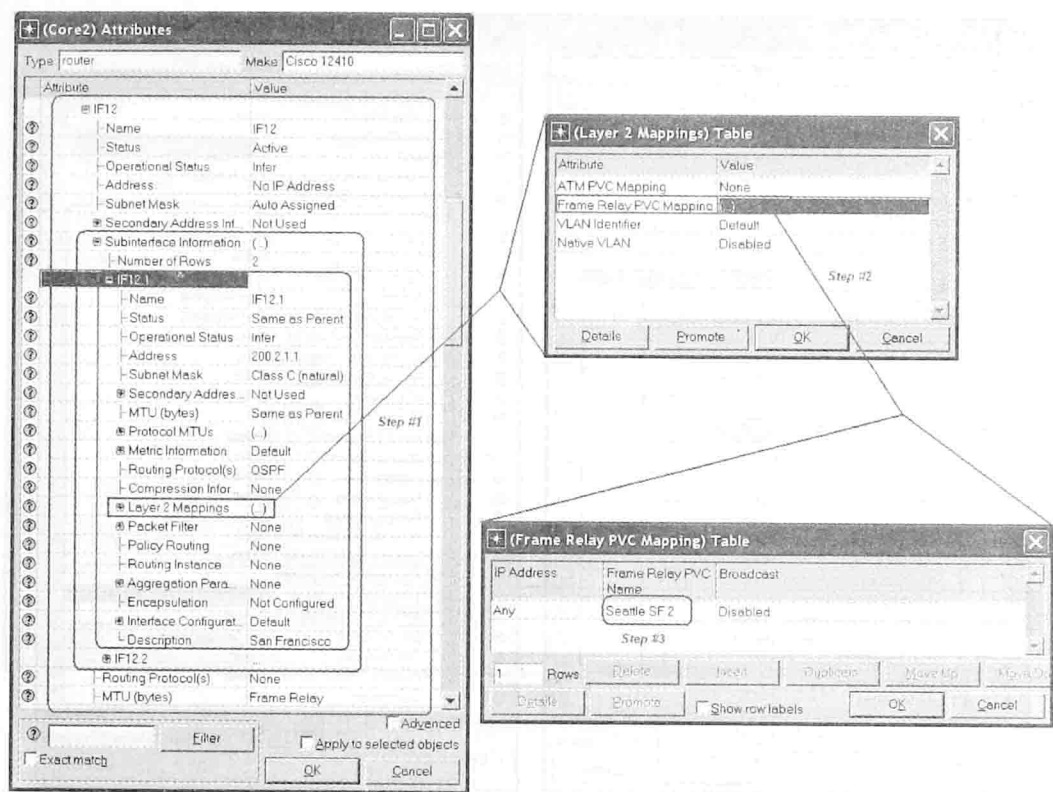 (Core2) Attributes
Type router Make Cisco 12410
Attribute Value
IF12
Name IF12
Status Active
Operational Status Infer
Address No IP Address
Subnet Mask Auto Assigned
Secondary Address Inf... Not Used
Subinterface Information (...)
Number of Rows 2
IF12.1
Name IF12.1
Status Same as Parent
Operational Status Infer
Address 200.2.1.1
Subnet Mask Class C (natural)
Secondary Addres... Not Used
MTU (bytes) Same as Parent
Protocol MTUs (...)
Metric Information Default
Routing Protocol(s) OSPF
Compression Infor... None
Layer 2 Mappings (...)
Packet Filter None
Policy Routing None
Routing Instance None
Aggregation Para... None
Encapsulation Not Configured
Interface Configurat... Default
Description San Francisco
IF12.2 ...
Routing Protocol(s) None
MTU (bytes) Frame Relay
Advanced
Filter
Apply to selected objects
Exact match
OK Cancel
Step #1
(Layer 2 Mappings) Table
Attribute Value
ATM PVC Mapping None
Frame Relay PVC Mapping (...)
VLAN Identifier Default
Native VLAN Disabled
Step #2
Details Promote OK Cancel
(Frame Relay PVC Mapping) Table
IP Address Frame Relay PVC Name Broadcast
Any Seattle SF 2 Disabled
Step #3
1 Rows Delete Insert Duplicate Move Up
Details Promote Show row labels OK Cancel